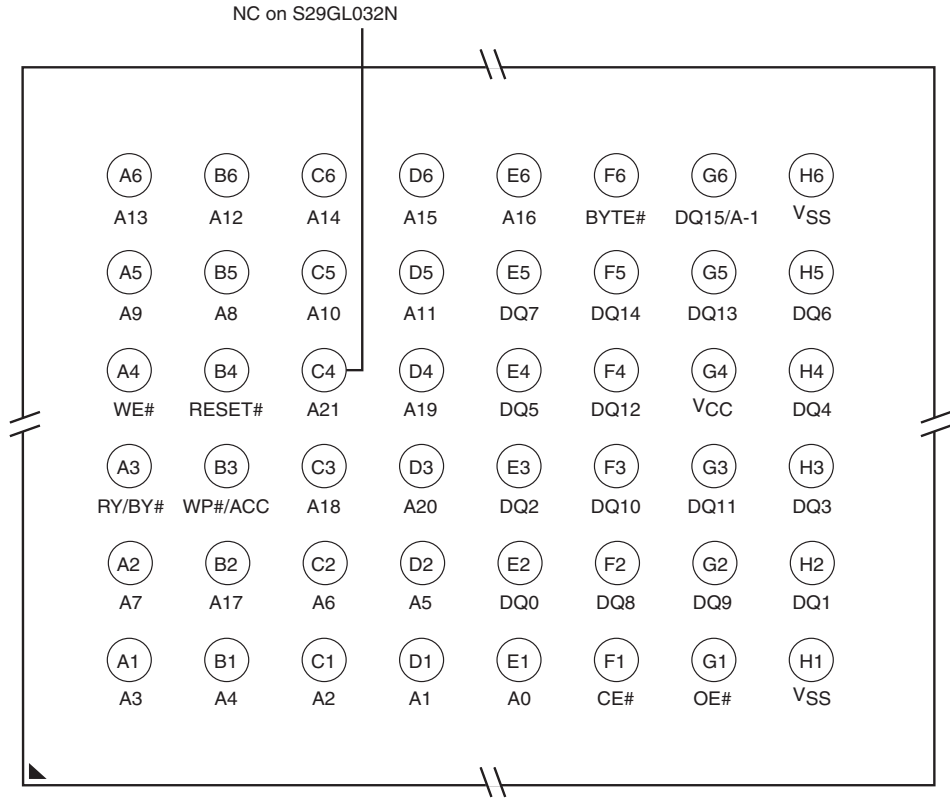 NC on S29GL032N
A6 B6 C6 D6 E6 F6 G6 H6
A13 A12 A14 A15 A16 BYTE# DQ15/A-1 VSS
A5 B5 C5 D5 E5 F5 G5 H5
A9 A8 A10 A11 DQ7 DQ14 DQ13 DQ6
A4 B4 C4 D4 E4 F4 G4 H4
WE# RESET# A21 A19 DQ5 DQ12 VCC DQ4
A3 B3 C3 D3 E3 F3 G3 H3
RY/BY# WP#/ACC A18 A20 DQ2 DQ10 DQ11 DQ3
A2 B2 C2 D2 E2 F2 G2 H2
A7 A17 A6 A5 DQ0 DQ8 DQ9 DQ1
A1 B1 C1 D1 E1 F1 G1 H1
A3 A4 A2 A1 A0 CE# OE# VSS